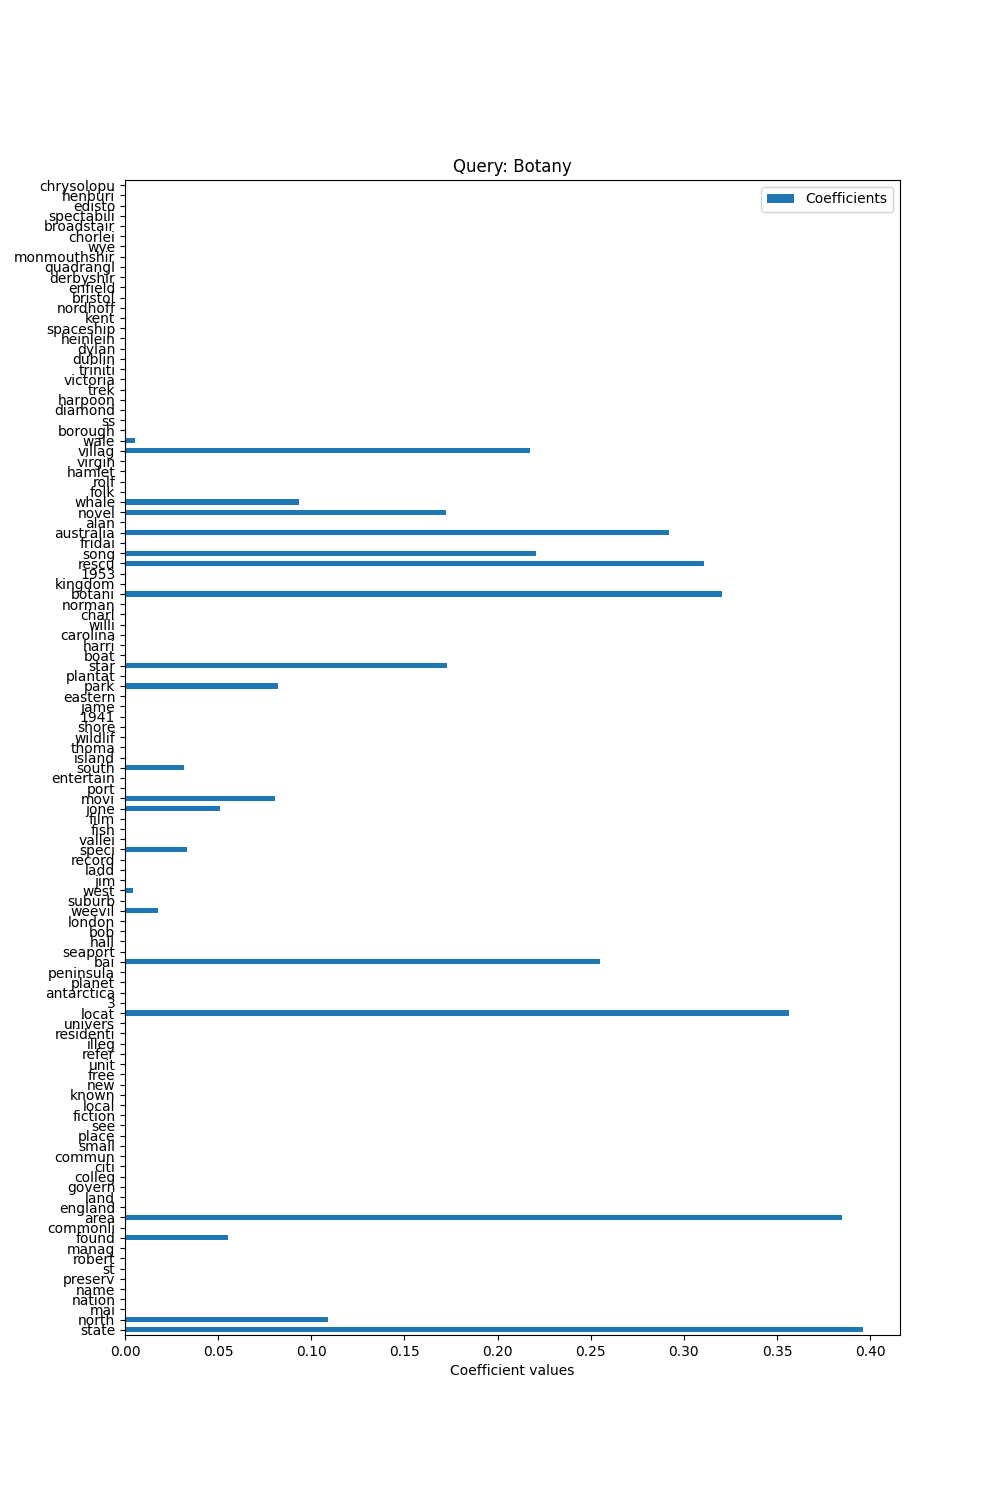 Query: Botany
Coefficients
chrysolopu
henburi
edisto
spectabili
broadstair
chorlei
wye
monmouthshir
quadrangl
derbyshir
enfield
bristol
nordhoff
kent
spaceship
heinlein
dylan
dublin
triniti
victoria
trek
harpoon
diamond
ss
borough
wale
villag
virgin
hamlet
rolf
folk
whale
novel
alan
australia
fridai
song
rescu
1953
kingdom
botani
norman
charl
willi
carolina
harri
boat
star
plantat
park
eastern
jame
1941
shore
wildlif
thoma
island
south
entertain
port
movi
jone
film
fish
vallei
speci
record
ladd
jim
west
suburb
weevil
london
bob
hall
seaport
bai
peninsula
planet
antarctica
3
locat
univers
residenti
illeg
refer
unit
free
new
known
local
fiction
see
place
small
commun
citi
colleg
govern
land
england
area
commonli
found
manag
robert
st
preserv
name
nation
mai
north
state
0.00 0.05 0.10 0.15 0.20 0.25 0.30 0.35 0.40
Coefficient values